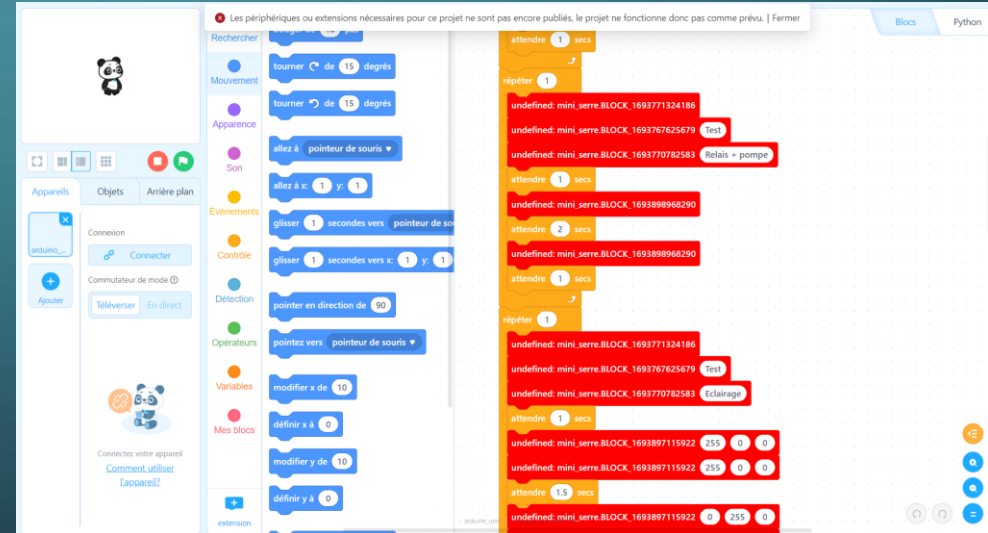 Les périphériques ou extensions nécessaires pour ce projet ne sont pas encore publiés, le projet ne fonctionne donc pas comme prévu. | Fermer
Blocs
Python
Appareils
Objets
Arrière plan
arduino_...
Ajouter
Connexion
Connecter
Commutateur de mode
Téléverser
En direct
Connectez votre appareil
Comment utiliser
l'appareil?
Rechercher
Mouvement
Apparence
Son
Événements
Contrôle
Détection
Opérateurs
Variables
Mes blocs
extension
tourner de 15 degrés
tourner de 15 degrés
allez à pointeur de souris ▼
allez à x: 1 y: 1
glisser 1 secondes vers pointeur de sou
glisser 1 secondes vers x: 1 y: 1
pointer en direction de 90
pointez vers pointeur de souris ▼
modifier x de 10
définir x à 0
modifier y de 10
définir y à 0
attendre 1 secs
répéter 1
undefined: mini_serre.BLOCK_1693771324186
undefined: mini_serre.BLOCK_1693767625679 Test
undefined: mini_serre.BLOCK_1693770782583 Relais + pompe
attendre 1 secs
undefined: mini_serre.BLOCK_1693898968290
attendre 2 secs
undefined: mini_serre.BLOCK_1693898968290
attendre 1 secs
répéter 1
undefined: mini_serre.BLOCK_1693771324186
undefined: mini_serre.BLOCK_1693767625679 Test
undefined: mini_serre.BLOCK_1693770782583 Eclairage
attendre 1 secs
undefined: mini_serre.BLOCK_1693897115922 255 0 0
undefined: mini_serre.BLOCK_1693897115922 255 0 0
attendre 1.5 secs
undefined: mini_serre.BLOCK_1693897115922 0 255 0